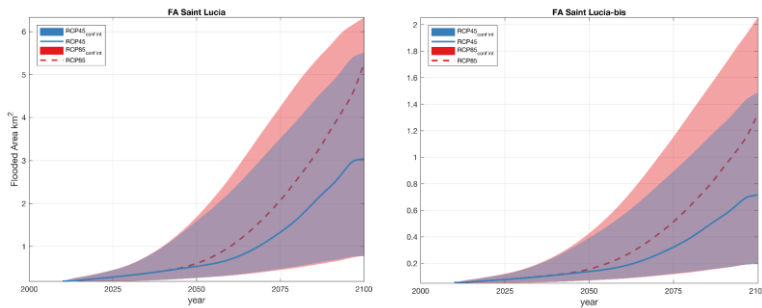 FA Saint Lucia
RCP45conf int
RCP45
RCP85conf int
RCP85
6
5
4
3
2
1
Flooded Area km²
2000
2025
2050
2075
2100
year
FA Saint Lucia-bis
RCP45conf int
RCP45
RCP85conf int
RCP85
2
1.8
1.6
1.4
1.2
1
0.8
0.6
0.4
0.2
2000
2025
2050
2075
2100
year